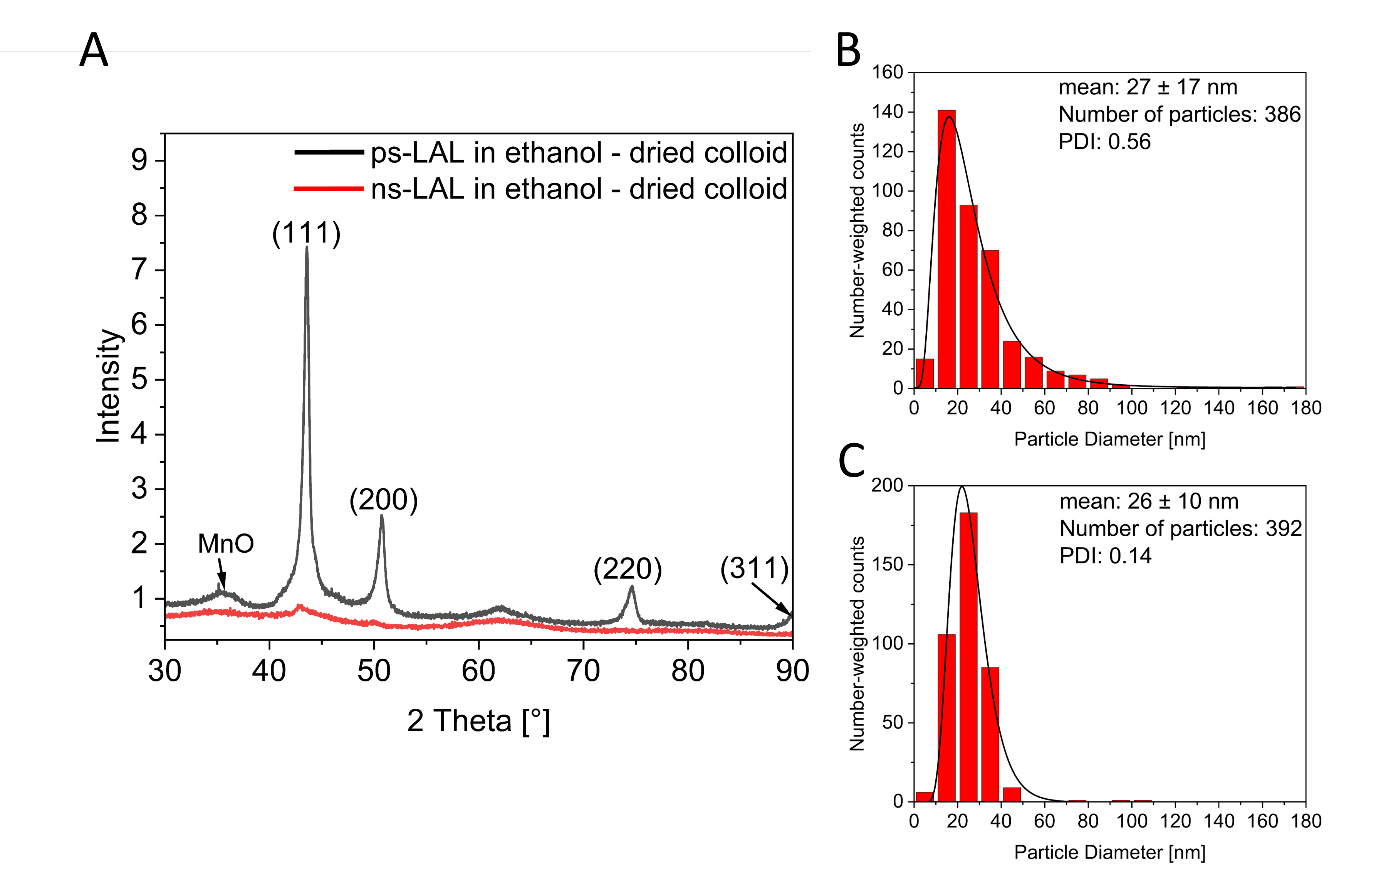 A
ps-LAL in ethanol - dried colloid
ns-LAL in ethanol - dried colloid
(111)
(200)
MnO
(220)
(311)
Intensity
9
8
7
6
5
4
3
2
1
30 40 50 60 70 80 90
2 Theta [°]
B
mean: 27 ± 17 nm
Number of particles: 386
PDI: 0.56
Number-weighted counts
160
140
120
100
80
60
40
20
0
0 20 40 60 80 100 120 140 160 180
Particle Diameter [nm]
C
mean: 26 ± 10 nm
Number of particles: 392
PDI: 0.14
Number-weighted counts
200
150
100
50
0
0 20 40 60 80 100 120 140 160 180
Particle Diameter [nm]